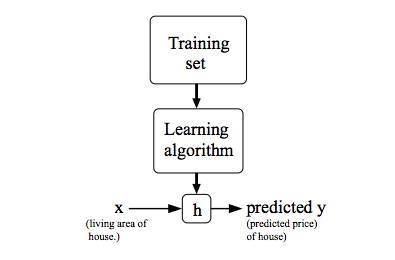 Training
set
Learning
algorithm
x
h
predicted y
(living area of
house.)
(predicted price)
of house)